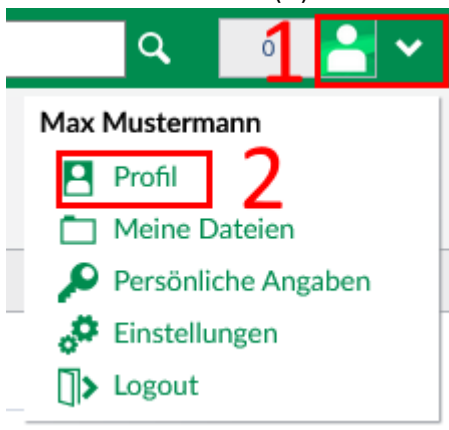 0
1
Max Mustermann
Profil
2
Meine Dateien
Persönliche Angaben
Einstellungen
Logout